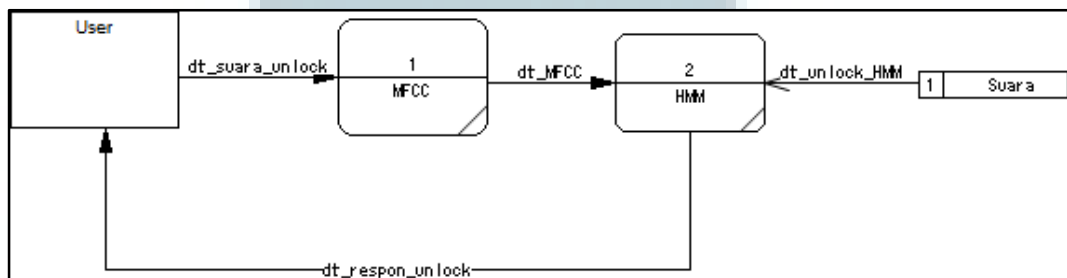 User
dt_suara_unlock
1
MFCC
dt_MFCC
2
HMM
dt_unlock_HMM
1 Suara
dt_respon_unlock